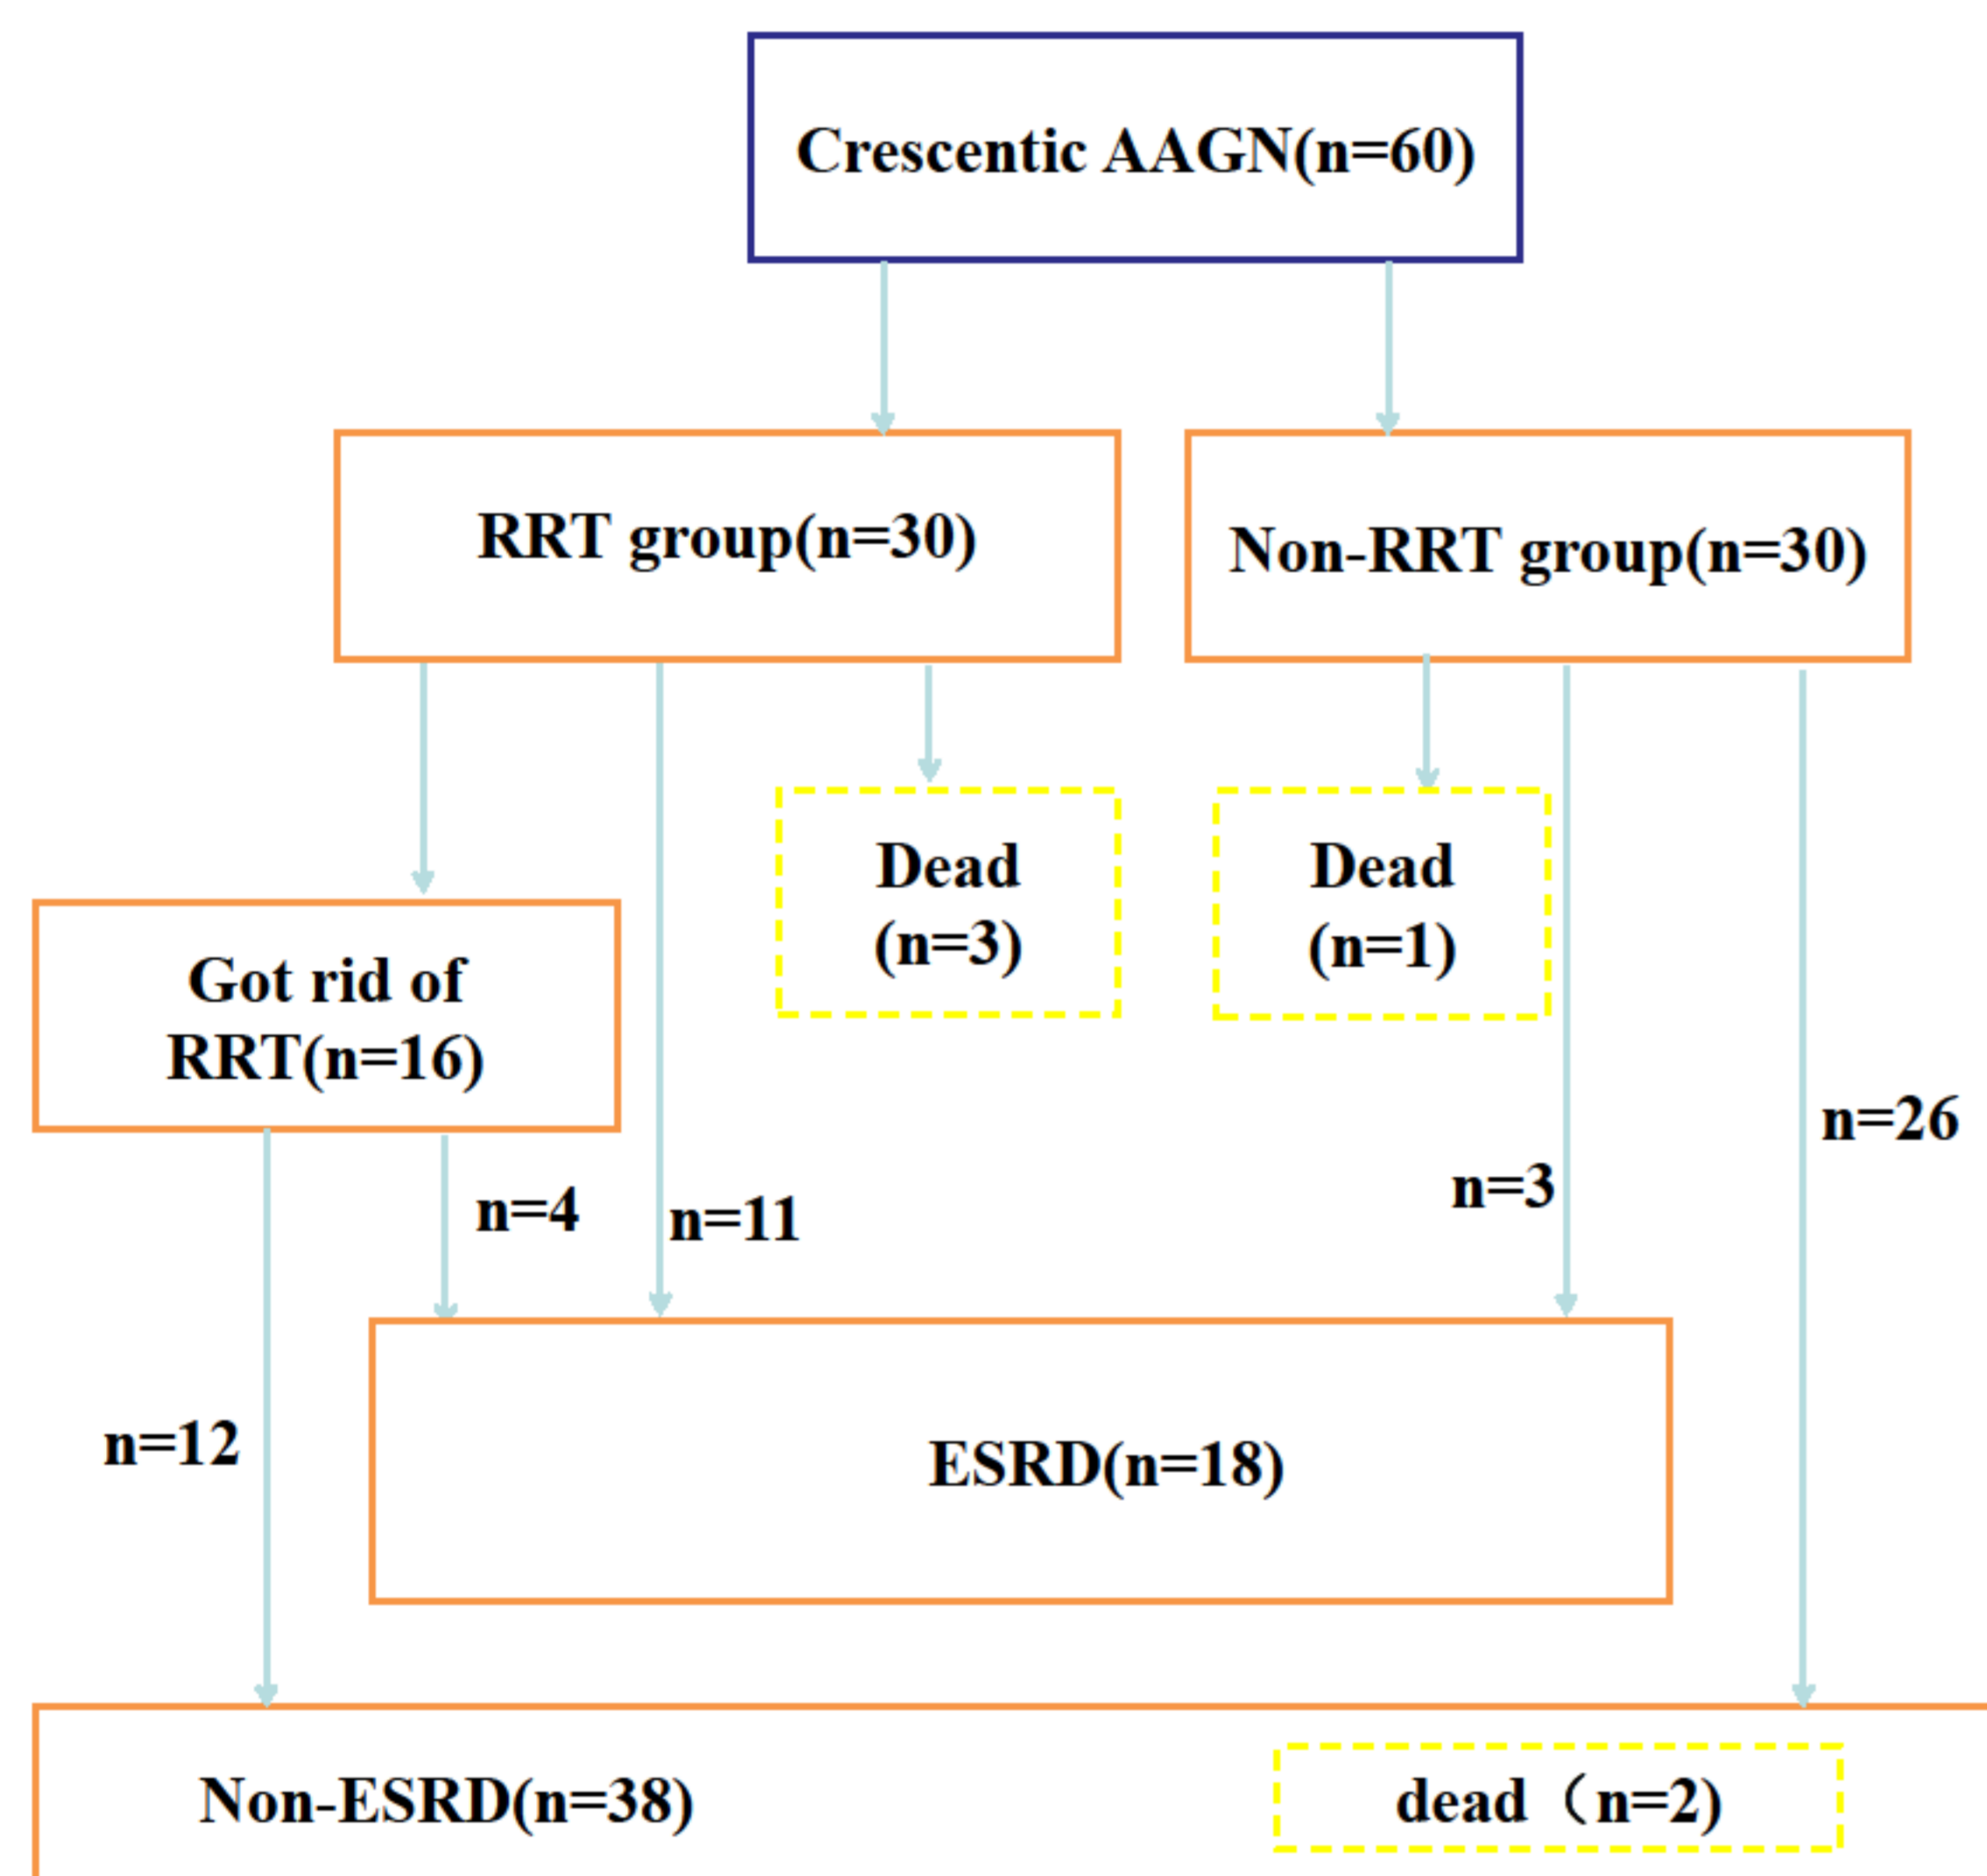 Crescentic AAGN(n=60)
RRT group(n=30)
Non-RRT group(n=30)
Dead
(n=3)
Dead
(n=1)
Got rid of
RRT(n=16)
n=26
n=4
n=11
n=3
n=12
ESRD(n=18)
Non-ESRD(n=38)
dead（n=2)